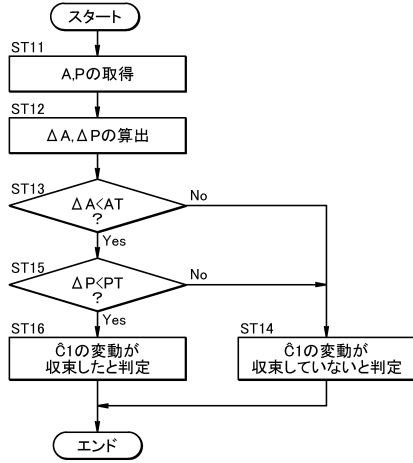 スタート
ST11
A,Pの取得
ST12
ΔA,ΔPの算出
ST13
ΔA<AT
?
No
Yes
ST15
ΔP<PT
?
No
Yes
ST16
Ĉ1の変動が
収束したと判定
ST14
Ĉ1の変動が
収束していないと判定
エンド